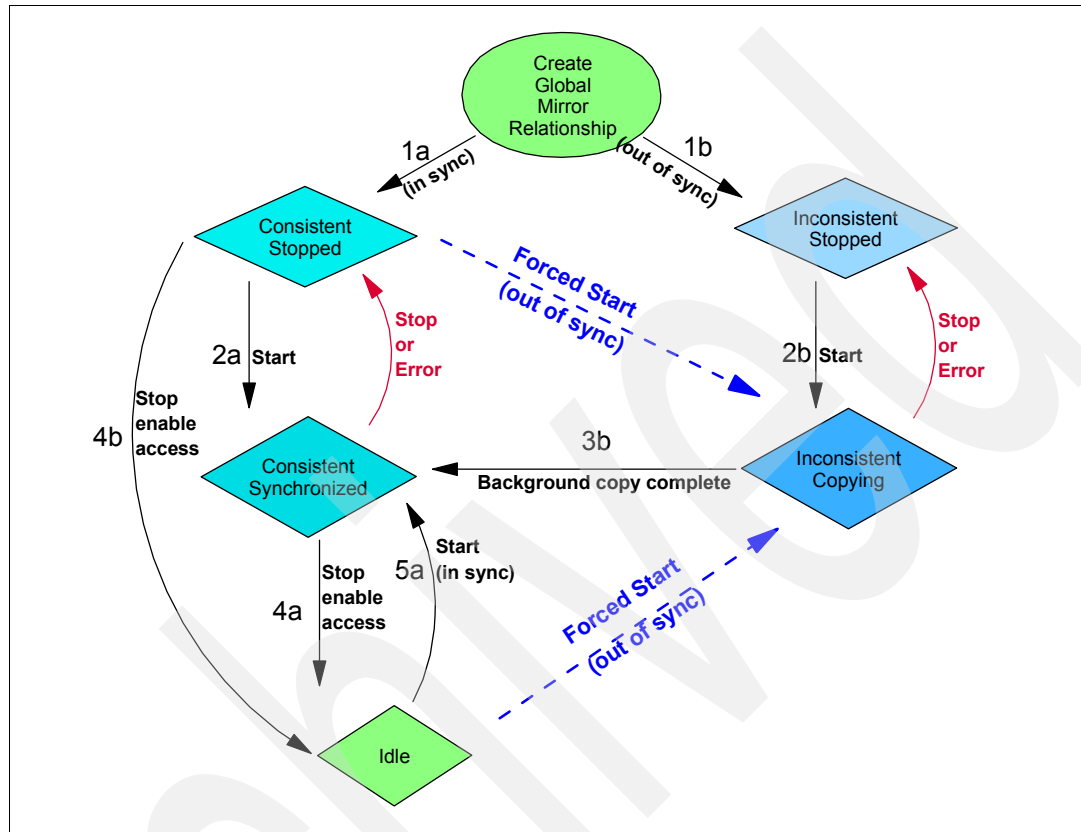 Create
Global
Mirror
Relationship
1a
(in sync)
1b
(out of sync)
Consistent
Stopped
Inconsistent
Stopped
Forced Start
(out of sync)
2a Start
Stop
or
Error
2b Start
Stop
or
Error
4b
Stop
enable
access
Consistent
Synchronized
3b
Background copy complete
Inconsistent
Copying
4a
Stop
enable
access
5a
Start
(in sync)
Forced Start
(out of sync)
Idle